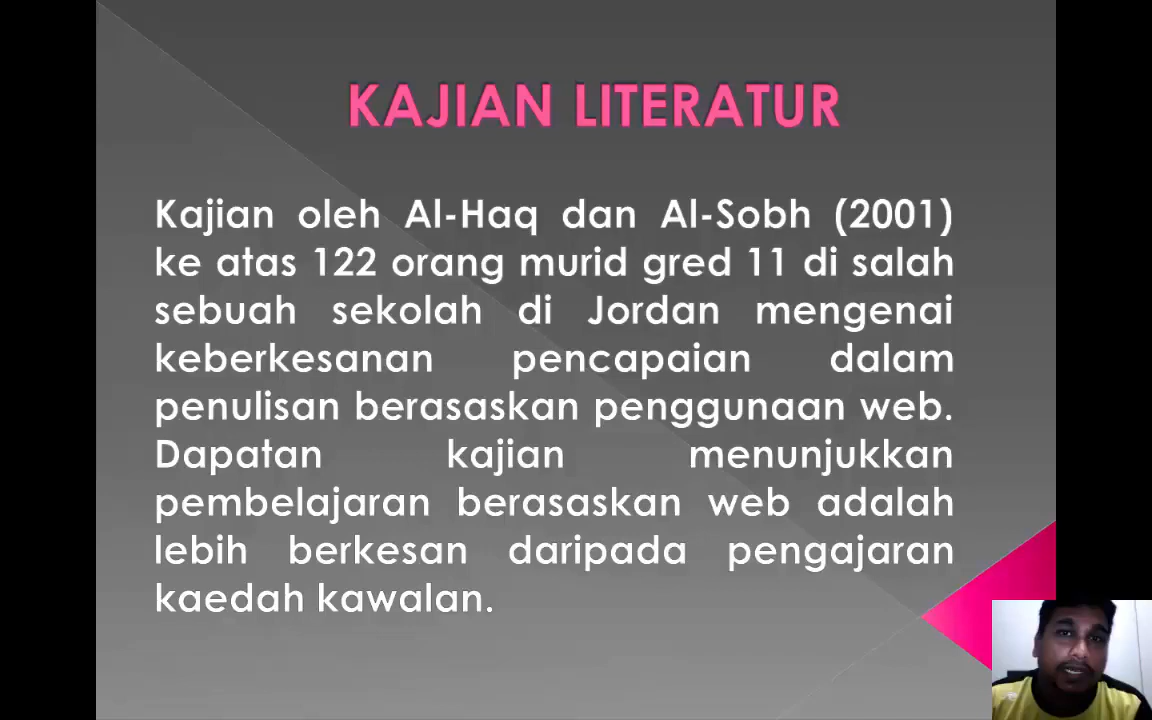 KAJIAN LITERATUR
Kajian oleh Al-Haq dan Al-Sobh (2001)
ke atas 122 orang murid gred 11 di salah
sebuah sekolah di Jordan mengenai
keberkesanan pencapaian dalam
penulisan berasaskan penggunaan web.
Dapatan kajian menunjukkan
pembelajaran berasaskan web adalah
lebih berkesan daripada pengajaran
kaedah kawalan.